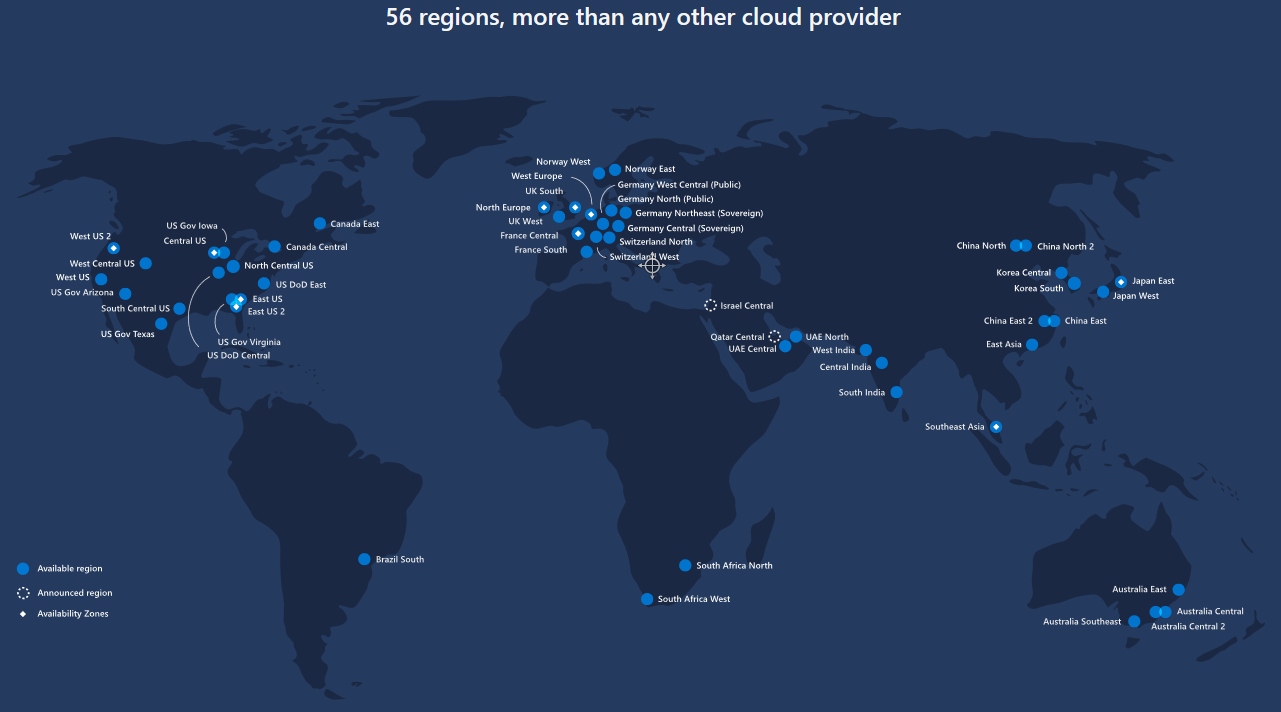 56 regions, more than any other cloud provider
Norway West
Norway East
West Europe
Germany West Central (Public)
UK South
Germany North (Public)
North Europe
Germany Northeast (Sovereign)
UK West
Germany Central (Sovereign)
France Central
Switzerland North
France South
Switzerland West
Canada East
US Gov Iowa
West US 2
Central US
Canada Central
West Central US
North Central US
West US
US DoD East
US Gov Arizona
East US
South Central US
East US 2
US Gov Texas
US Gov Virginia
US DoD Central
China North
China North 2
Korea Central
Korea South
Japan East
Japan West
Israel Central
China East 2
China East
Qatar Central
UAE North
UAE Central
West India
East Asia
Central India
South India
Southeast Asia
Brazil South
South Africa North
South Africa West
Australia East
Australia Central
Australia Southeast
Australia Central 2
Available region
Announced region
Availability Zones